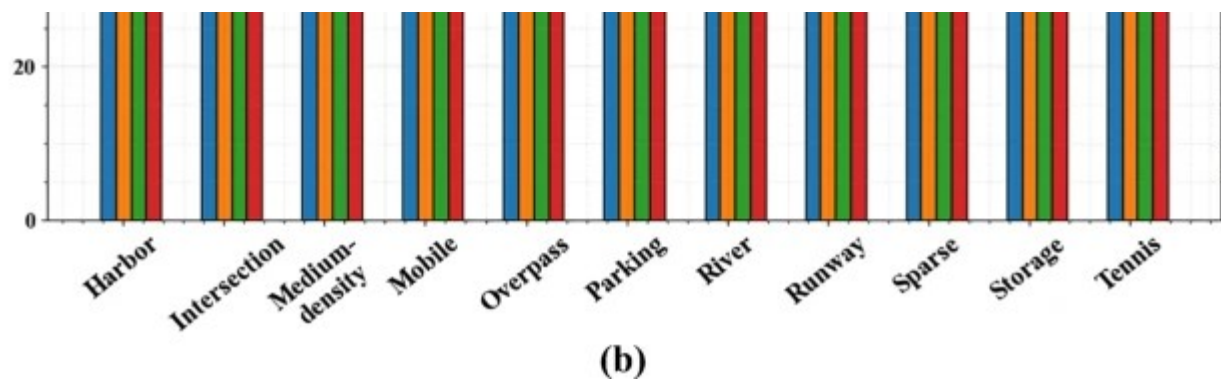 20
0
Harbor
Intersection
Medium-
density
Mobile
Overpass
Parking
River
Runway
Sparse
Storage
Tennis
(b)